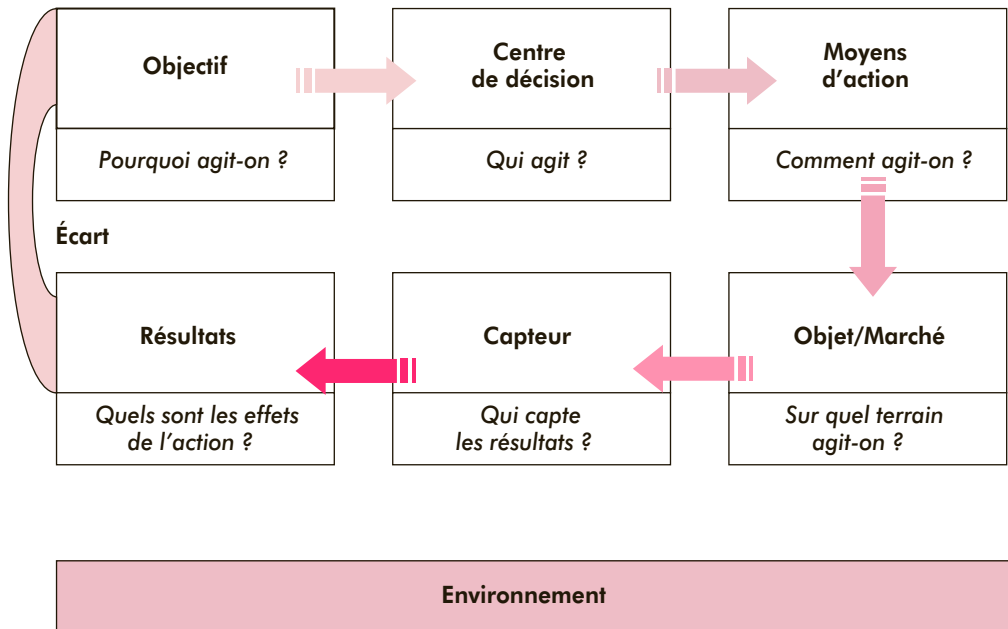 Objectif
Centre
de décision
Moyens
d'action
Pourquoi agit-on ?
Qui agit ?
Comment agit-on ?
Écart
Résultats
Capteur
Objet/Marché
Quels sont les effets
de l'action ?
Qui capte
les résultats ?
Sur quel terrain
agit-on ?
Environnement